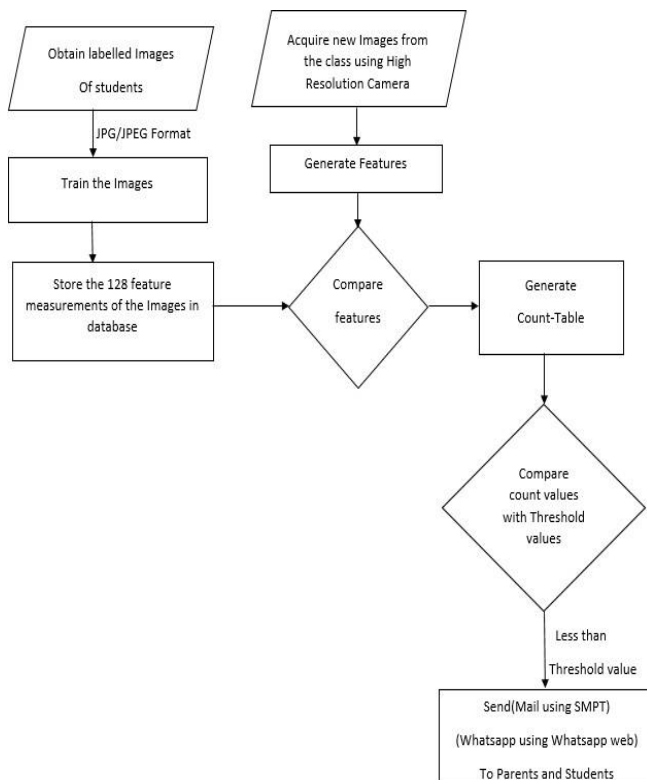 Obtain labelled Images
Of students
JPG/JPEG Format
Train the Images
Store the 128 feature
measurements of the Images in
database
Acquire new Images from
the class using High
Resolution Camera
Generate Features
Compare
features
Generate
Count-Table
Compare
count values
with Threshold
values
Less than
Threshold value
Send(Mail using SMPT)
(Whatsapp using Whatsapp web)
To Parents and Students